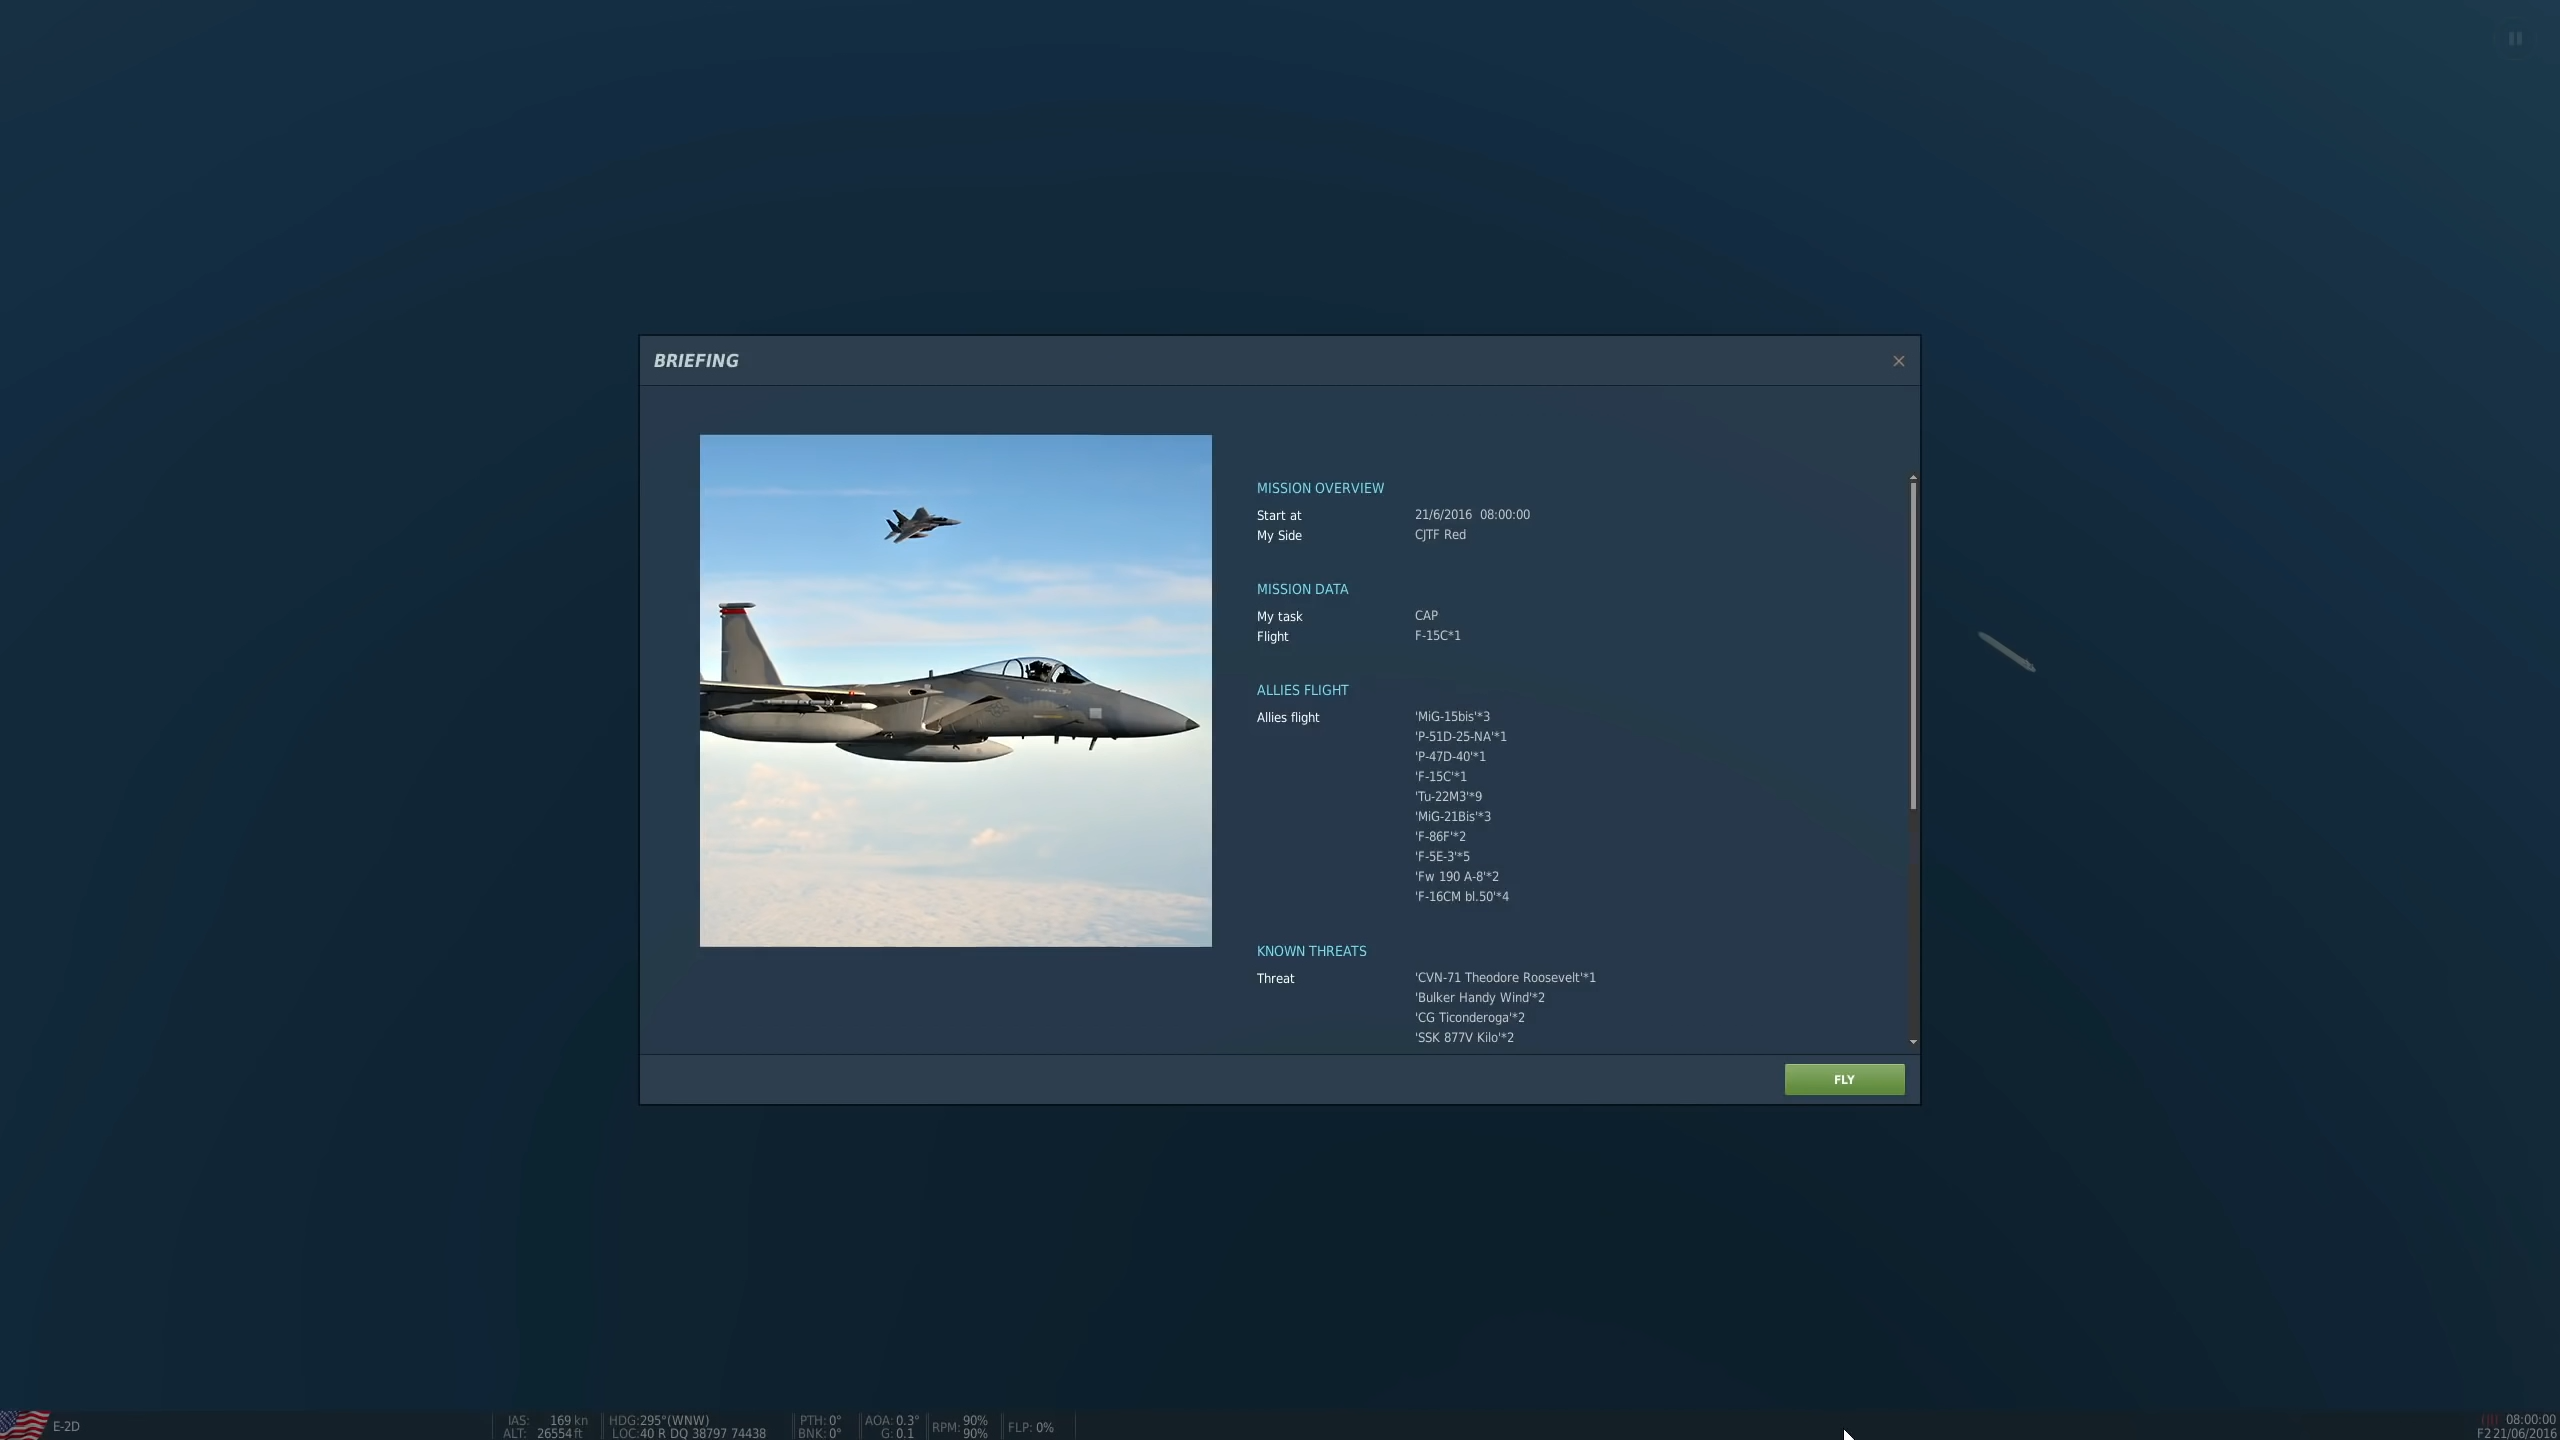 BRIEFING
MISSION OVERVIEW
Start at 21/6/2016 08:00:00
My Side CJTF Red
MISSION DATA
My task CAP
Flight F-15C*1
ALLIES FLIGHT
Allies flight 'MiG-15bis'*3
'P-51D-25-NA'*1
'P-47D-40'*1
'F-15C'*1
'Tu-22M3'*9
'MiG-21Bis'*3
'F-86F'*2
'F-5E-3'*5
'Fw 190 A-8'*2
'F-16CM bl.50'*4
KNOWN THREATS
Threat 'CVN-71 Theodore Roosevelt'*1
'Bulker Handy Wind'*2
'CG Ticonderoga'*2
'SSK 877V Kilo'*2
FLY
E-2D
IAS: 169 kn HDG:295°(WNW) PTH: 0° AOA: 0.3° RPM: 90% FLP: 0% 08:00:00
ALT: 26554 ft LOC:40 R DQ 38797 74438 BNK: 0° G: 0.1 90% F2 21/06/2016